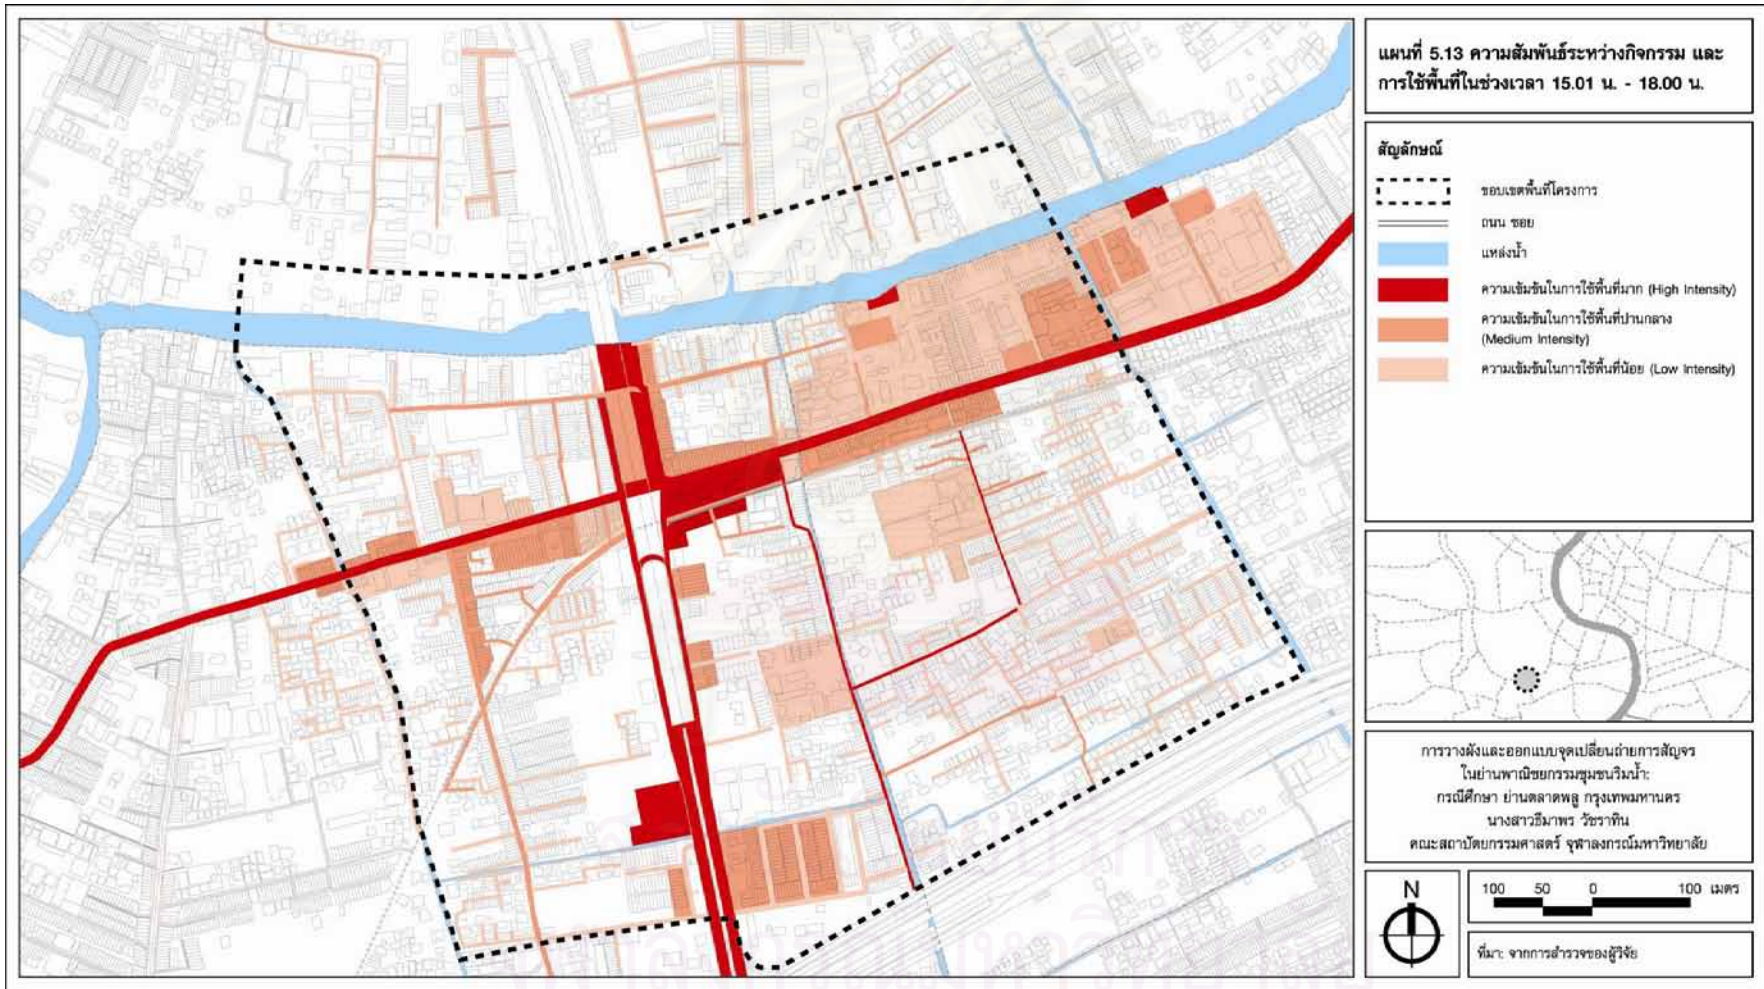 แผนที่ 5.13 ความสัมพันธ์ระหว่างกิจกรรม และ
การใช้พื้นที่ในช่วงเวลา 15.01 น. - 18.00 น.
สัญลักษณ์
ขอบเขตพื้นที่โครงการ
ถนน ซอย
แหล่งน้ำ
ความเข้มข้นในการใช้พื้นที่มาก (High Intensity)
ความเข้มข้นในการใช้พื้นที่ปานกลาง
(Medium Intensity)
ความเข้มข้นในการใช้พื้นที่น้อย (Low Intensity)
การวางผังและออกแบบจุดเปลี่ยนถ่ายการสัญจร
ในย่านพาณิชยกรรมชุมชนริมน้ำ:
กรณีศึกษา ย่านตลาดพลู กรุงเทพมหานคร
นางสาวธีมาพร วัชราทิน
คณะสถาปัตยกรรมศาสตร์ จุฬาลงกรณ์มหาวิทยาลัย
N
100 50 0 100 เมตร
ที่มา: จากการสำรวจของผู้วิจัย